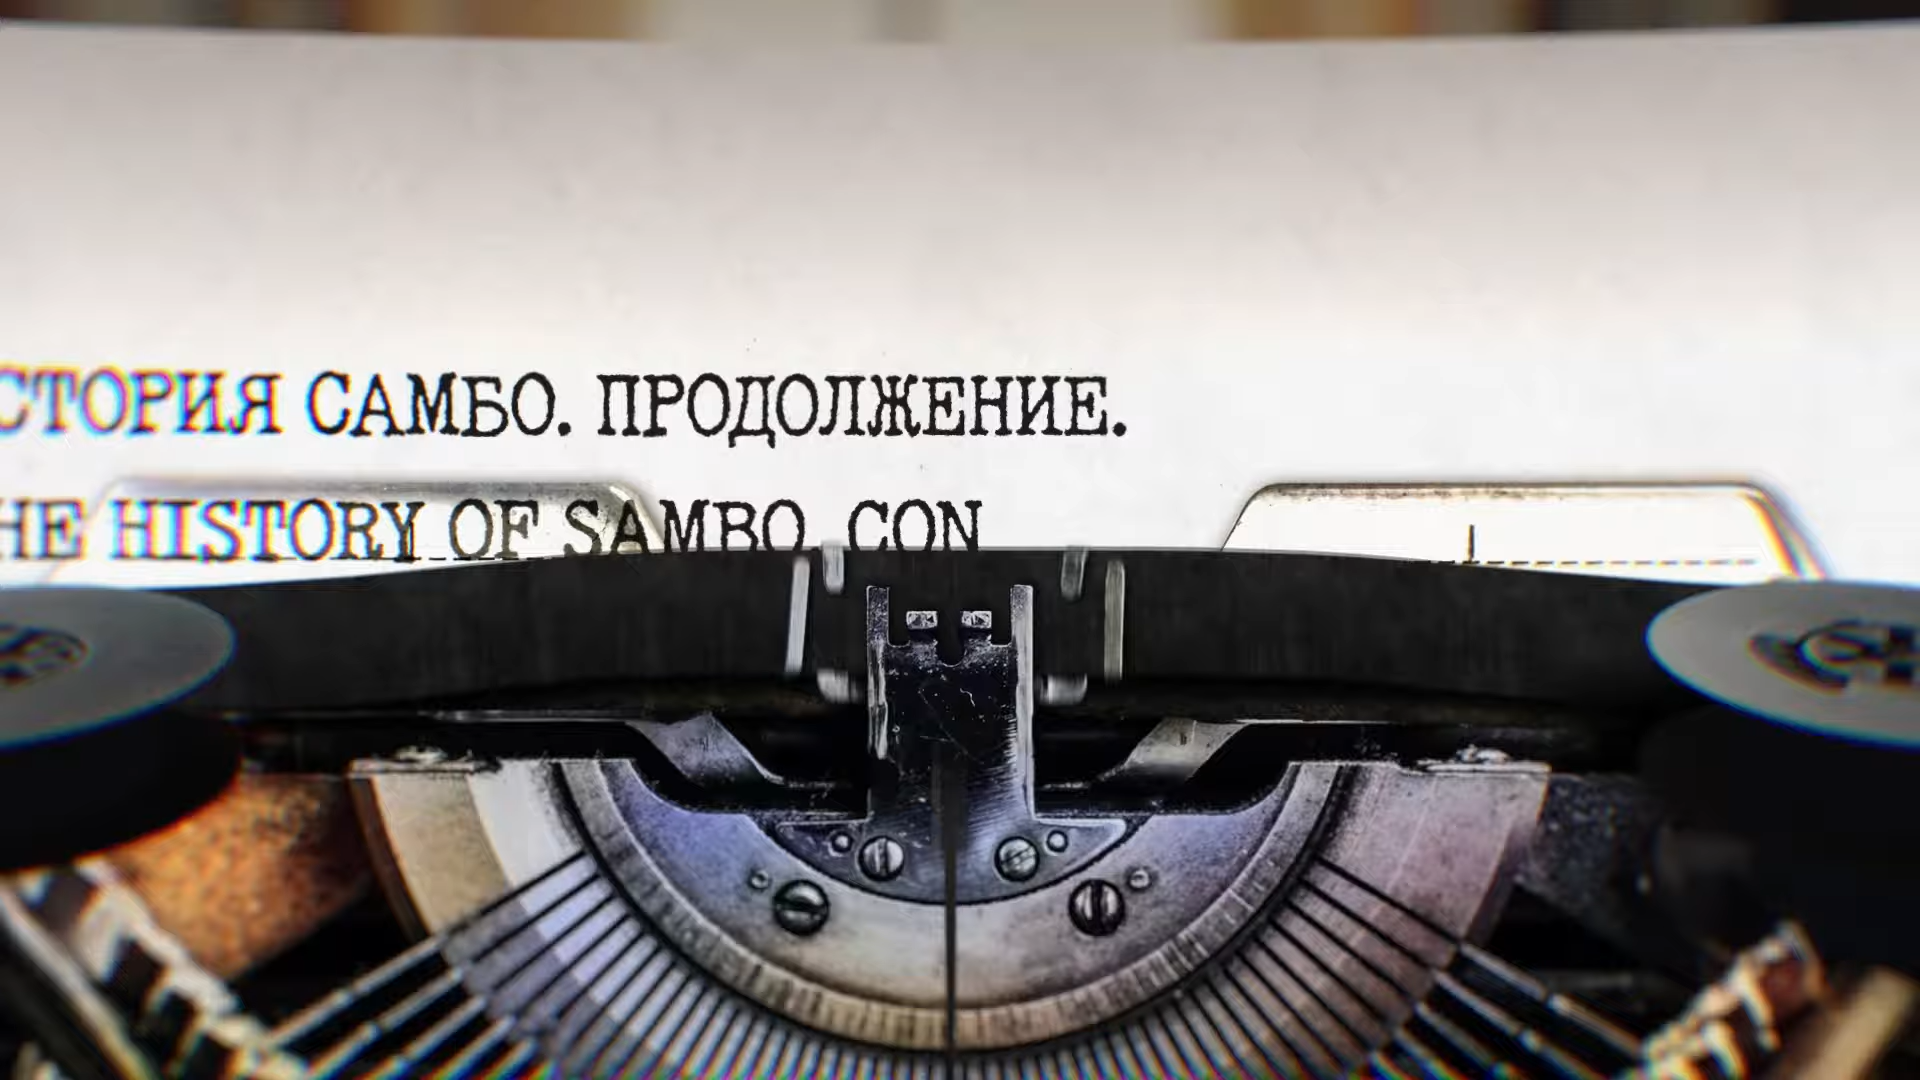 СТОРИЯ САМБО. ПРОДОЛЖЕНИЕ.
HE HISTORY OF SAMBO. CON